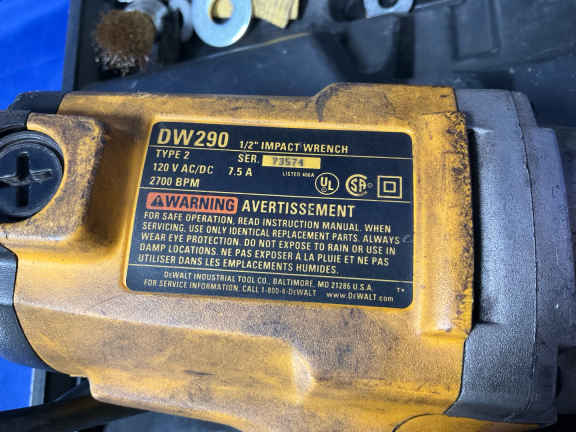 DW290 1/2" IMPACT WRENCH
TYPE 2 SER. 73574
120 V AC/DC 7.5 A LISTED 406A
2700 BPM UL SA
WARNING AVERTISSEMENT
FOR SAFE OPERATION, READ INSTRUCTION MANUAL. WHEN
SERVICING, USE ONLY IDENTICAL REPLACEMENT PARTS. ALWAYS
WEAR EYE PROTECTION. DO NOT EXPOSE TO RAIN OR USE IN
DAMP LOCATIONS. NE PAS EXPOSER À LA PLUIE ET NE PAS
UTILISER DANS LES EMPLACEMENTS HUMIDES.
DEWALT INDUSTRIAL TOOL CO., BALTIMORE, MD 21286 U.S.A.
FOR SERVICE INFORMATION, CALL 1-800-4-DEWALT www.DEWALT.com